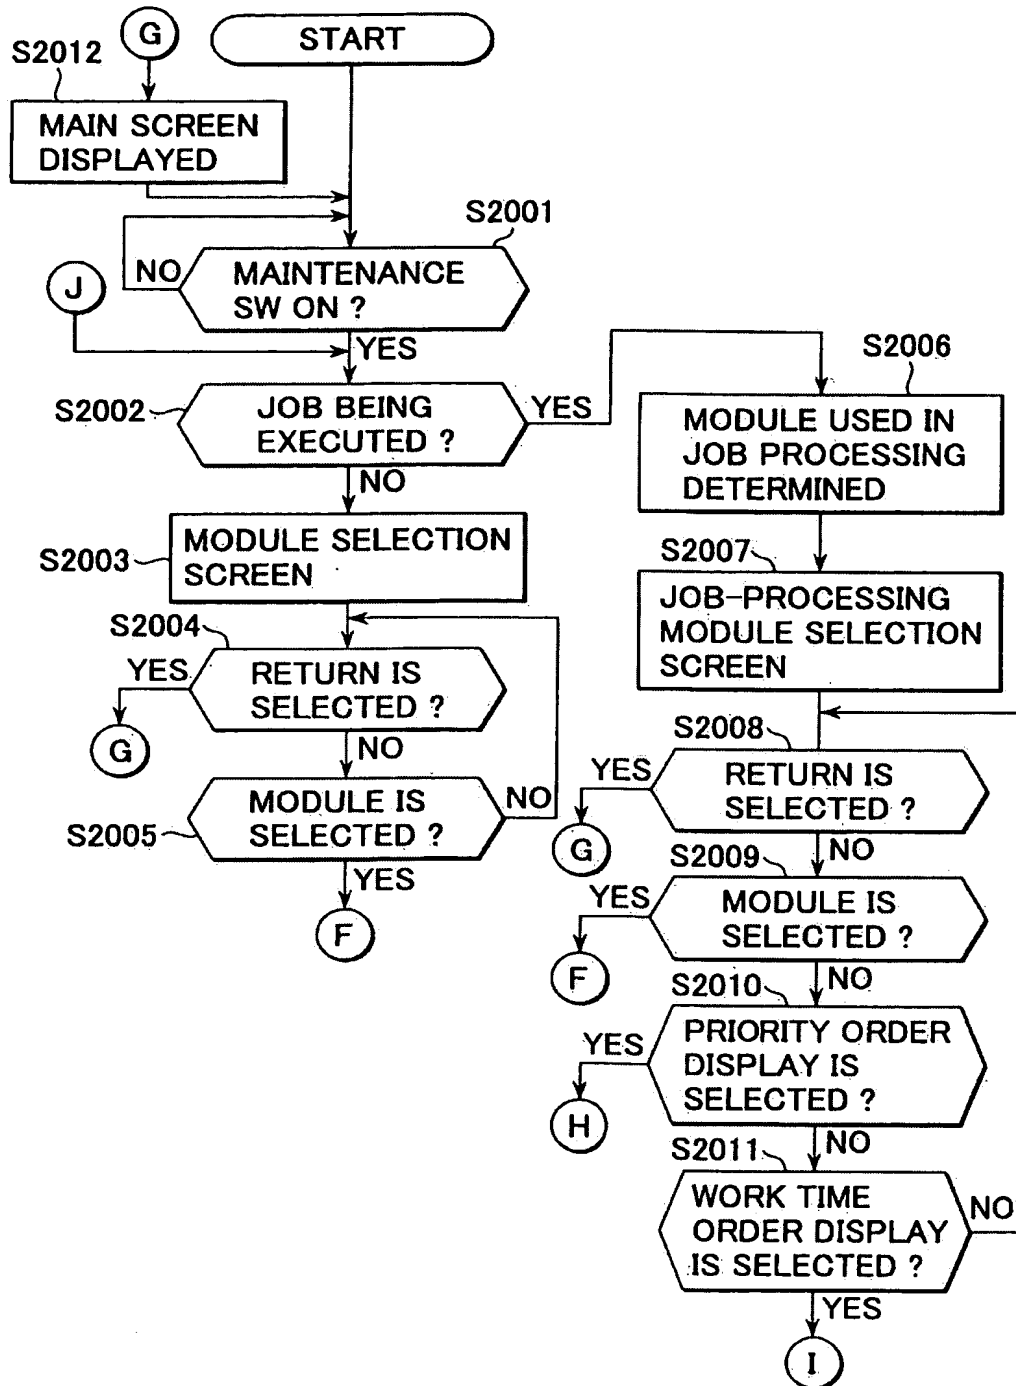 G
START
S2012
MAIN SCREEN
DISPLAYED
S2001
NO
MAINTENANCE
SW ON ?
J
YES
S2002
JOB BEING
EXECUTED ?
YES
NO
S2003
MODULE SELECTION
SCREEN
S2004
YES
RETURN IS
SELECTED ?
G
NO
S2005
MODULE IS
SELECTED ?
NO
YES
F
S2006
MODULE USED IN
JOB PROCESSING
DETERMINED
S2007
JOB-PROCESSING
MODULE SELECTION
SCREEN
S2008
YES
RETURN IS
SELECTED ?
G
NO
S2009
YES
MODULE IS
SELECTED ?
F
NO
S2010
YES
PRIORITY ORDER
DISPLAY IS
SELECTED ?
H
NO
S2011
WORK TIME
ORDER DISPLAY
IS SELECTED ?
NO
YES
I